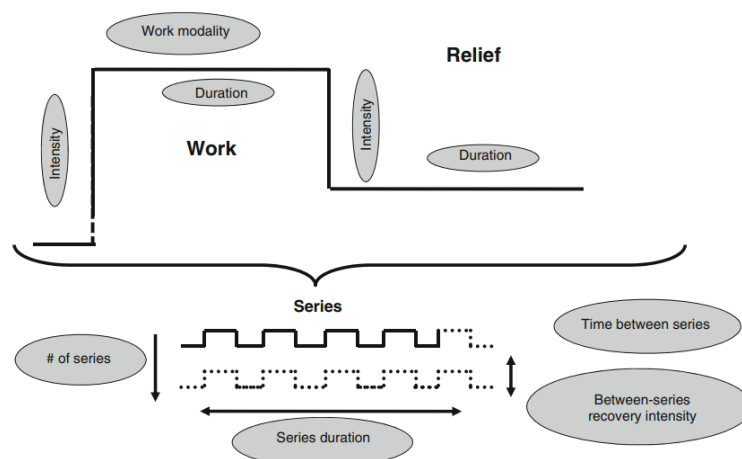 Work modality
Relief
Duration
Intensity
Work
Intensity
Duration
Series
Time between series
# of series
Between-series
recovery intensity
Series duration